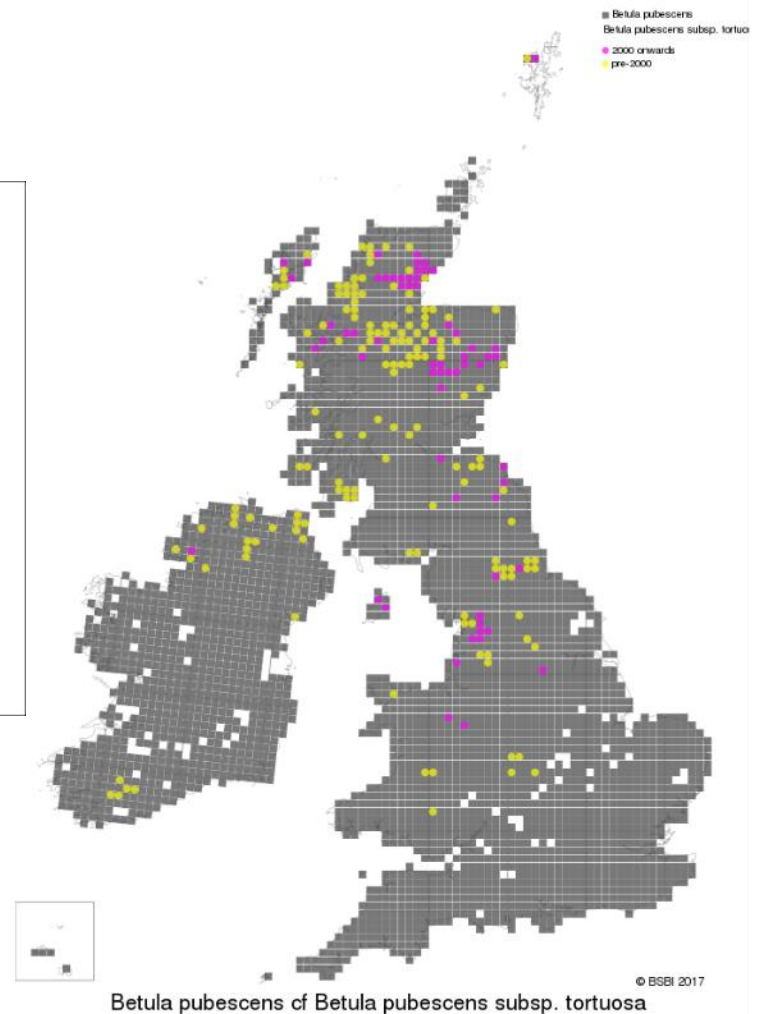 Betula pubescens
Betula pubescens subsp. tortuo
2000 onwards
pre-2000
© BSBI 2017
Betula pubescens cf Betula pubescens subsp. tortuosa